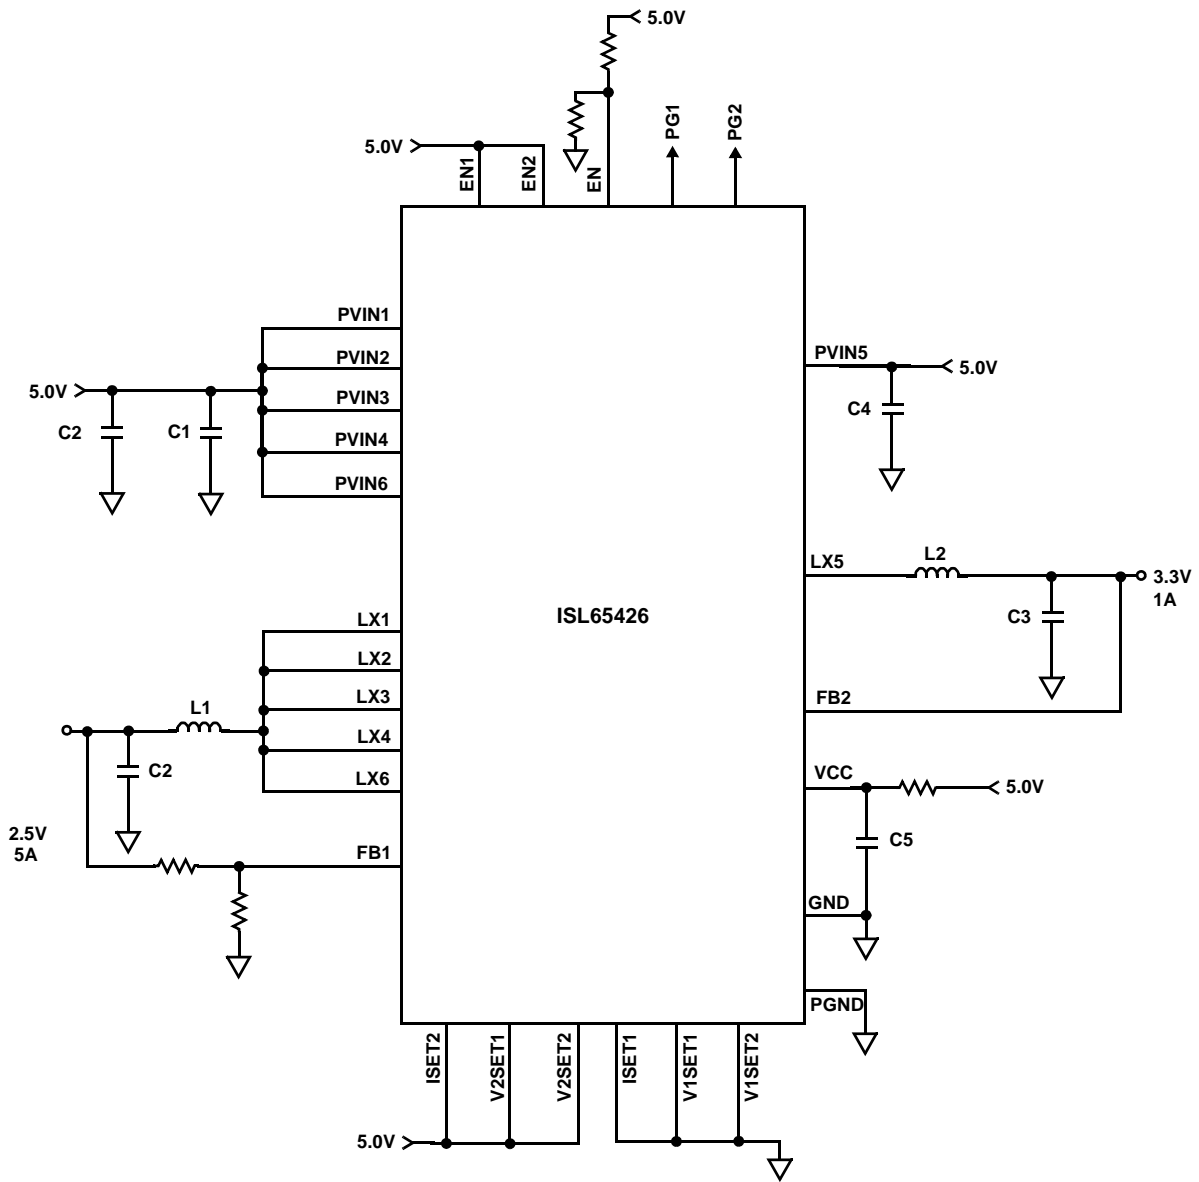 5.0V
PG1
PG2
5.0V
EN1
EN2
EN
PVIN1
PVIN2
PVIN3
PVIN4
PVIN6
5.0V
C2
C1
PVIN5
5.0V
C4
LX5
L2
3.3V
1A
C3
ISL65426
LX1
LX2
LX3
LX4
LX6
L1
C2
FB2
2.5V
5A
FB1
VCC
5.0V
C5
GND
PGND
ISET2
V2SET1
V2SET2
ISET1
V1SET1
V1SET2
5.0V